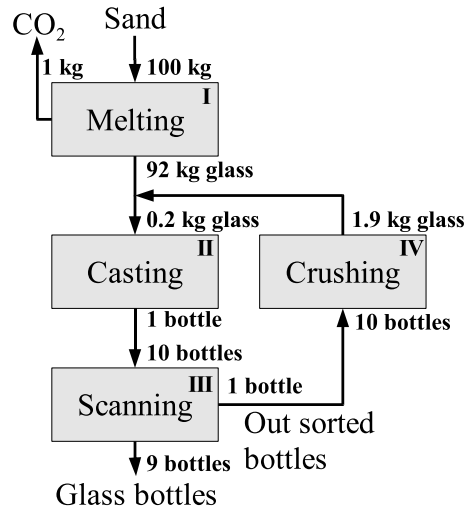 CO₂
Sand
1 kg
100 kg
I
Melting
92 kg glass
0.2 kg glass
1.9 kg glass
II
Casting
IV
Crushing
1 bottle
10 bottles
10 bottles
III
Scanning
1 bottle
Out sorted
bottles
9 bottles
Glass bottles